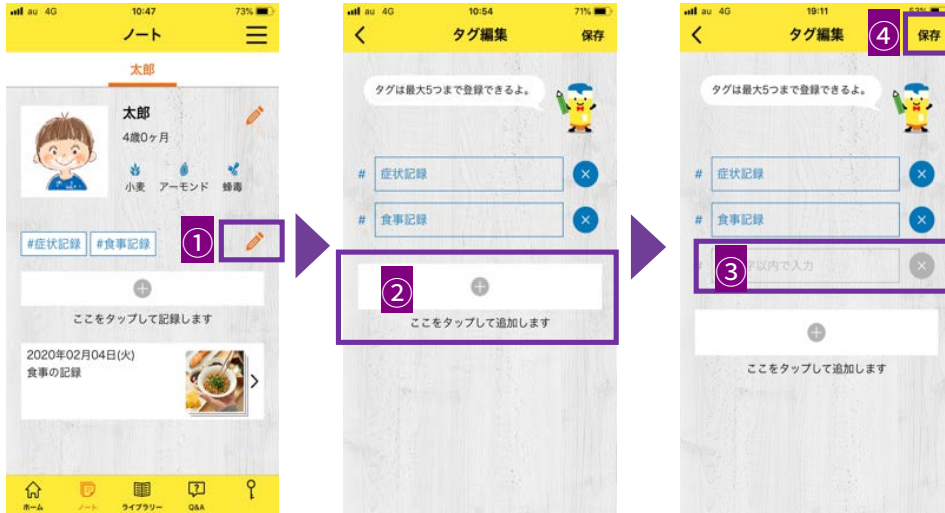 au 4G 10:47 73%
ノート
太郎
太郎
4歳0ヶ月
小麦 アーモンド 蜂毒
#症状記録 #食事記録
①
ここをタップして記録します
2020年02月04日(火)
食事の記録
ホーム ノート ライブラリー Q&A
au 4G 10:54 71%
タグ編集 保存
タグは最大5つまで登録できるよ。
# 症状記録
# 食事記録
②
ここをタップして追加します
au 4G 19:11 53%
タグ編集 ④ 保存
タグは最大5つまで登録できるよ。
# 症状記録
# 食事記録
③ 字以内で入力
ここをタップして追加します